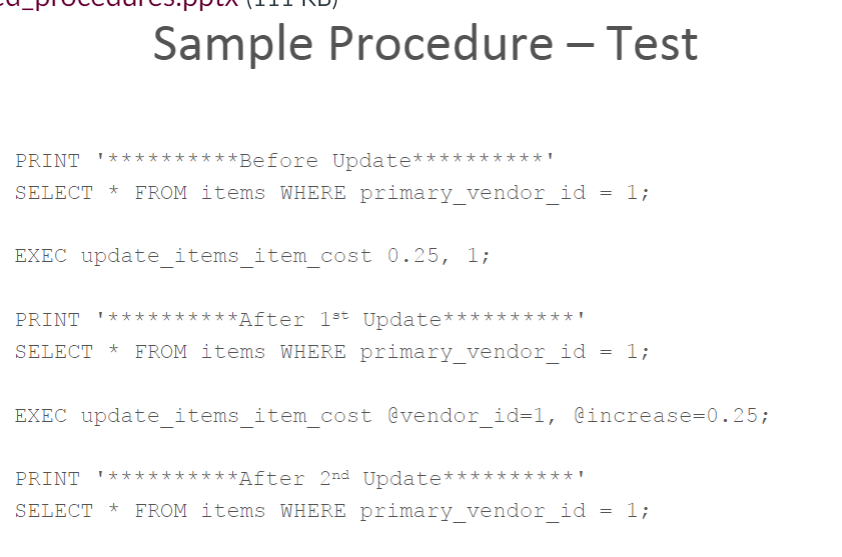 ed_procedures.pptx (111 KB)
Sample Procedure – Test
PRINT '**********Before Update**********'
SELECT * FROM items WHERE primary_vendor_id = 1;
EXEC update_items_item_cost 0.25, 1;
PRINT '**********After 1st Update**********'
SELECT * FROM items WHERE primary_vendor_id = 1;
EXEC update_items_item_cost @vendor_id=1, @increase=0.25;
PRINT '**********After 2nd Update**********'
SELECT * FROM items WHERE primary_vendor_id = 1;